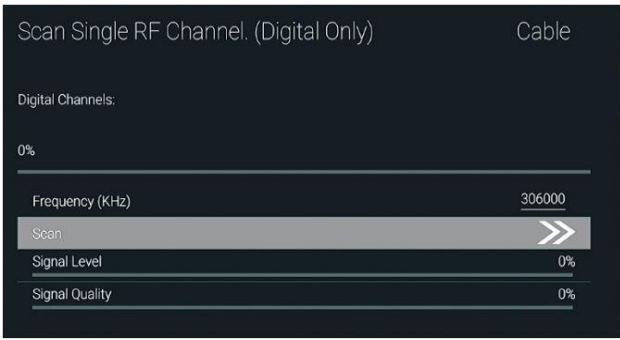 Scan Single RF Channel. (Digital Only) Cable
Digital Channels:
0%
Frequency (KHz) 306000
Scan
Signal Level 0%
Signal Quality 0%